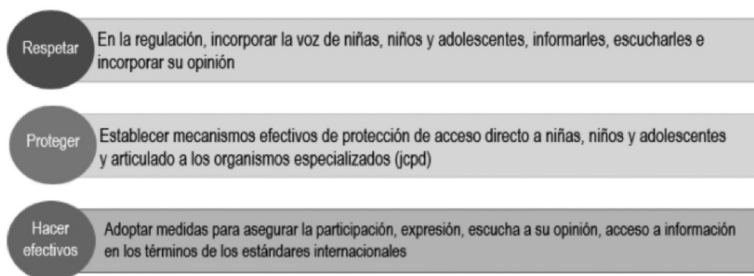 Respetar
En la regulación, incorporar la voz de niñas, niños y adolescentes, informarles, escucharles e
incorporar su opinión
Proteger
Establecer mecanismos efectivos de protección de acceso directo a niñas, niños y adolescentes
y articulado a los organismos especializados (jcpd)
Hacer
efectivos
Adoptar medidas para asegurar la participación, expresión, escucha a su opinión, acceso a información
en los términos de los estándares internacionales